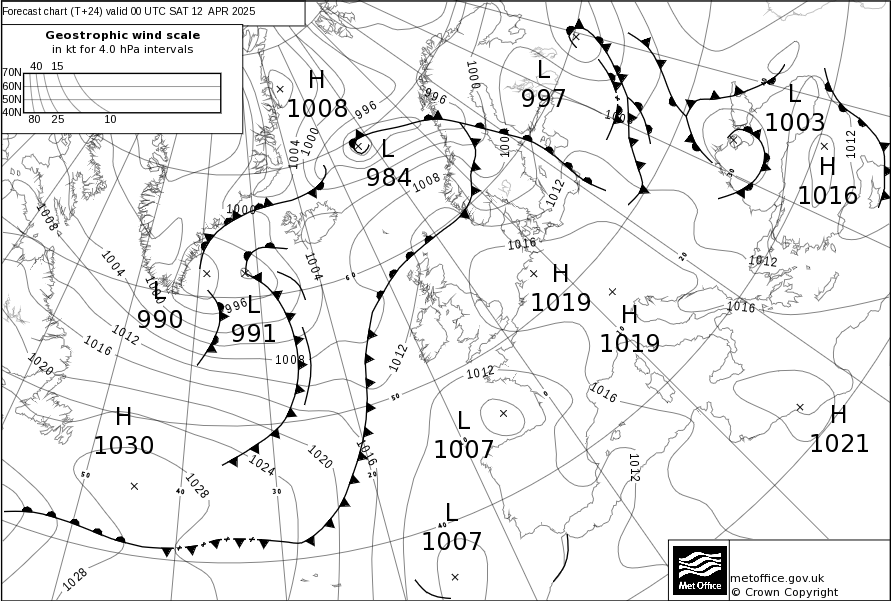 Forecast chart (T+24) valid 00 UTC SAT 12 APR 2025
Geostrophic wind scale
in kt for 4.0 hPa intervals
40 15
70N
60N
50N
40N
80 25 10
H
1008
L
997
L
1003
H
1016
L
984
996
996
1000
1000
1004
1000
1008
1012
1012
1008
1000
1004
1004
1016
1012
1016
H
1019
H
1019
L
990
L
991
996
1012
1016
1020
1008
1012
1012
1016
H
1030
L
1007
H
1021
1024
1020
1016
1028
1012
L
1007
1028
60
20
10
0
50
50
40
30
20
40
Met Office
metoffice.gov.uk
© Crown Copyright